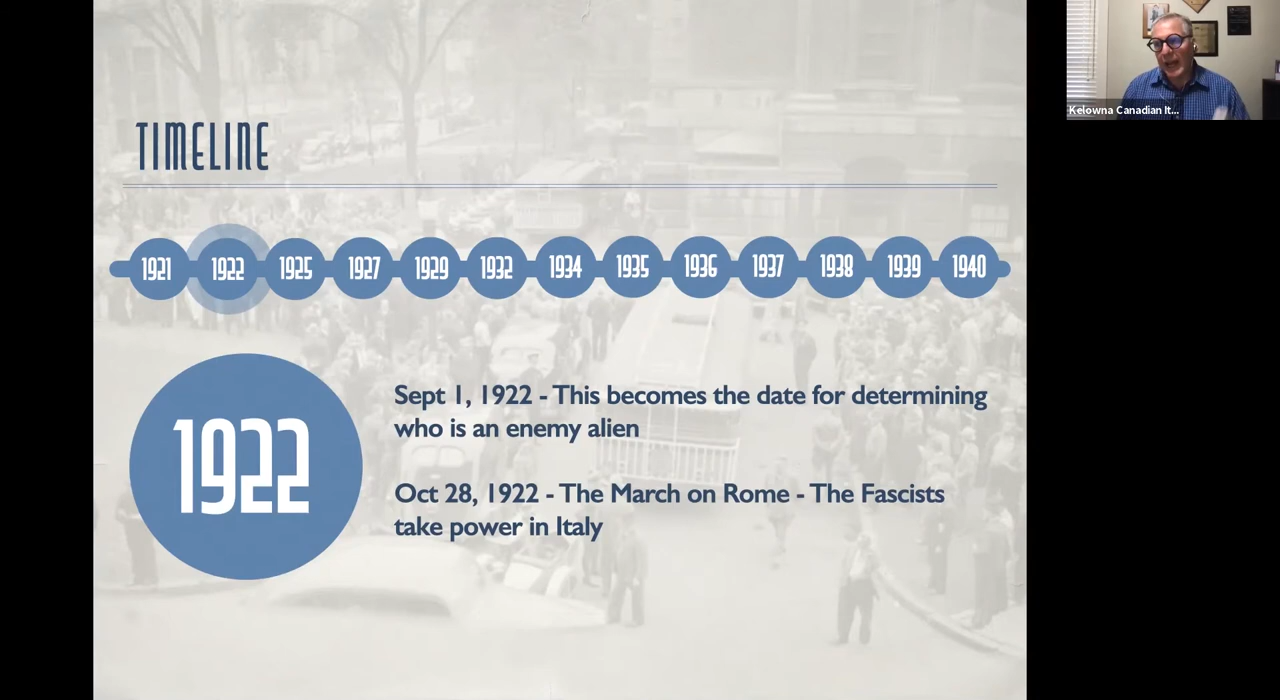 Kelowna Canadian It...
TIMELINE
1921 1922 1925 1927 1929 1932 1934 1935 1936 1937 1938 1939 1940
1922
Sept 1, 1922 - This becomes the date for determining
who is an enemy alien
Oct 28, 1922 - The March on Rome - The Fascists
take power in Italy